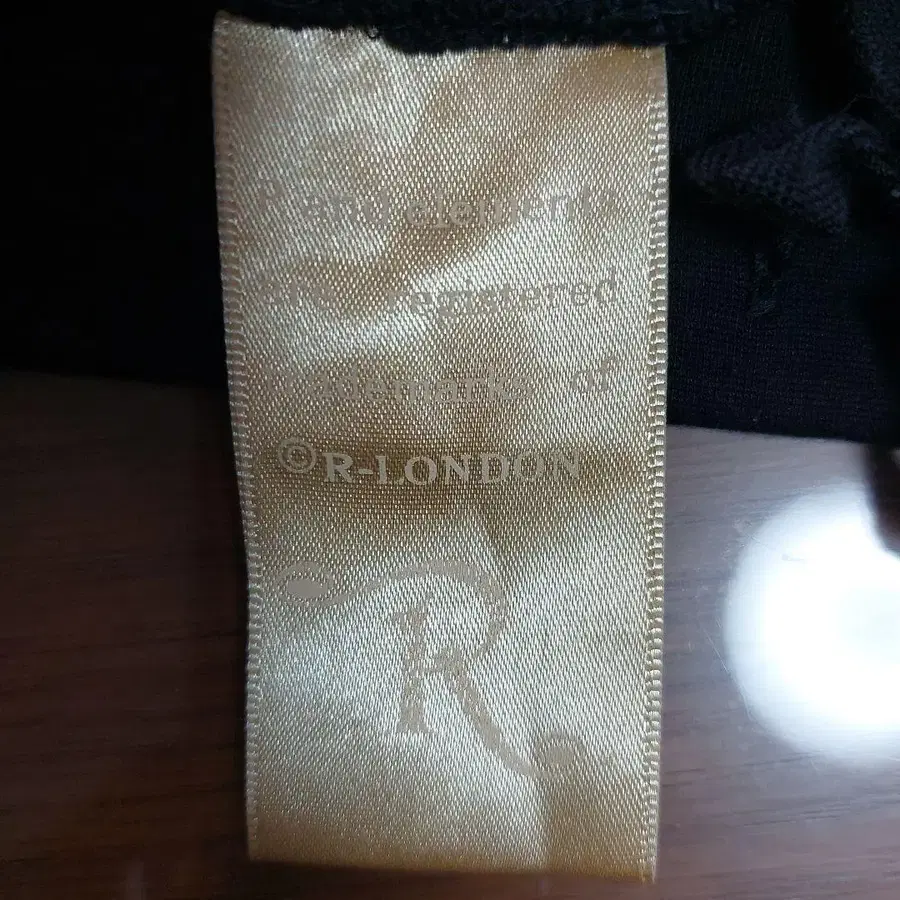 and elements
are registered
trademarks of
©R-LONDON
R